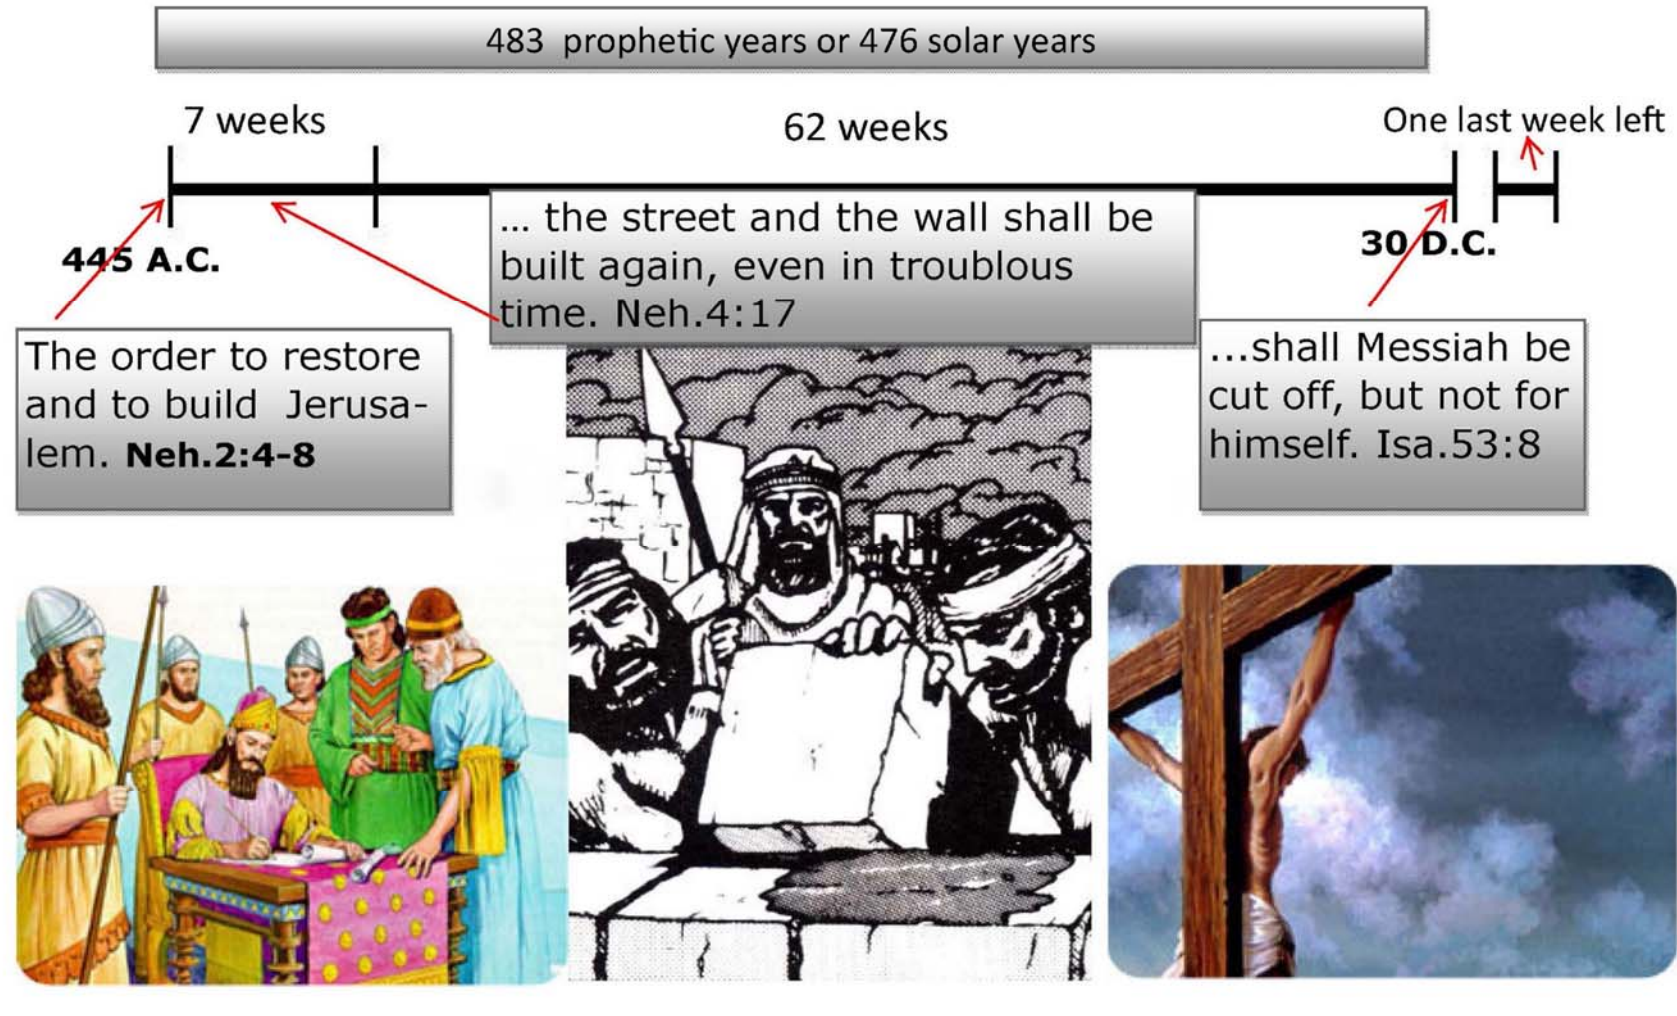 483 prophetic years or 476 solar years
7 weeks
62 weeks
One last week left
445 A.C.
30 D.C.
... the street and the wall shall be
built again, even in troublous
time. Neh.4:17
The order to restore
and to build Jerusa-
lem. Neh.2:4-8
...shall Messiah be
cut off, but not for
himself. Isa.53:8